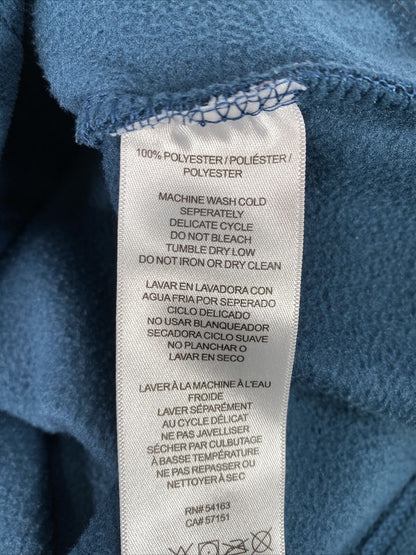 100% POLYESTER / POLIÉSTER /
POLYESTER
MACHINE WASH COLD
SEPERATELY
DELICATE CYCLE
DO NOT BLEACH
TUMBLE DRY LOW
DO NOT IRON OR DRY CLEAN
LAVAR EN LAVADORA CON
AGUA FRIA POR SEPERADO
CICLO DELICADO
NO USAR BLANQUEADOR
SECADORA CICLO SUAVE
NO PLANCHAR O
LAVAR EN SECO
LAVER À LA MACHINE À L'EAU
FROIDE
LAVER SÉPARÉMENT
AU CYCLE DÉLICAT
NE PAS JAVELLISER
SÉCHER PAR CULBUTAGE
À BASSE TEMPÉRATURE
NE PAS REPASSER OU
NETTOYER À SEC
RN# 54163
CA# 57151